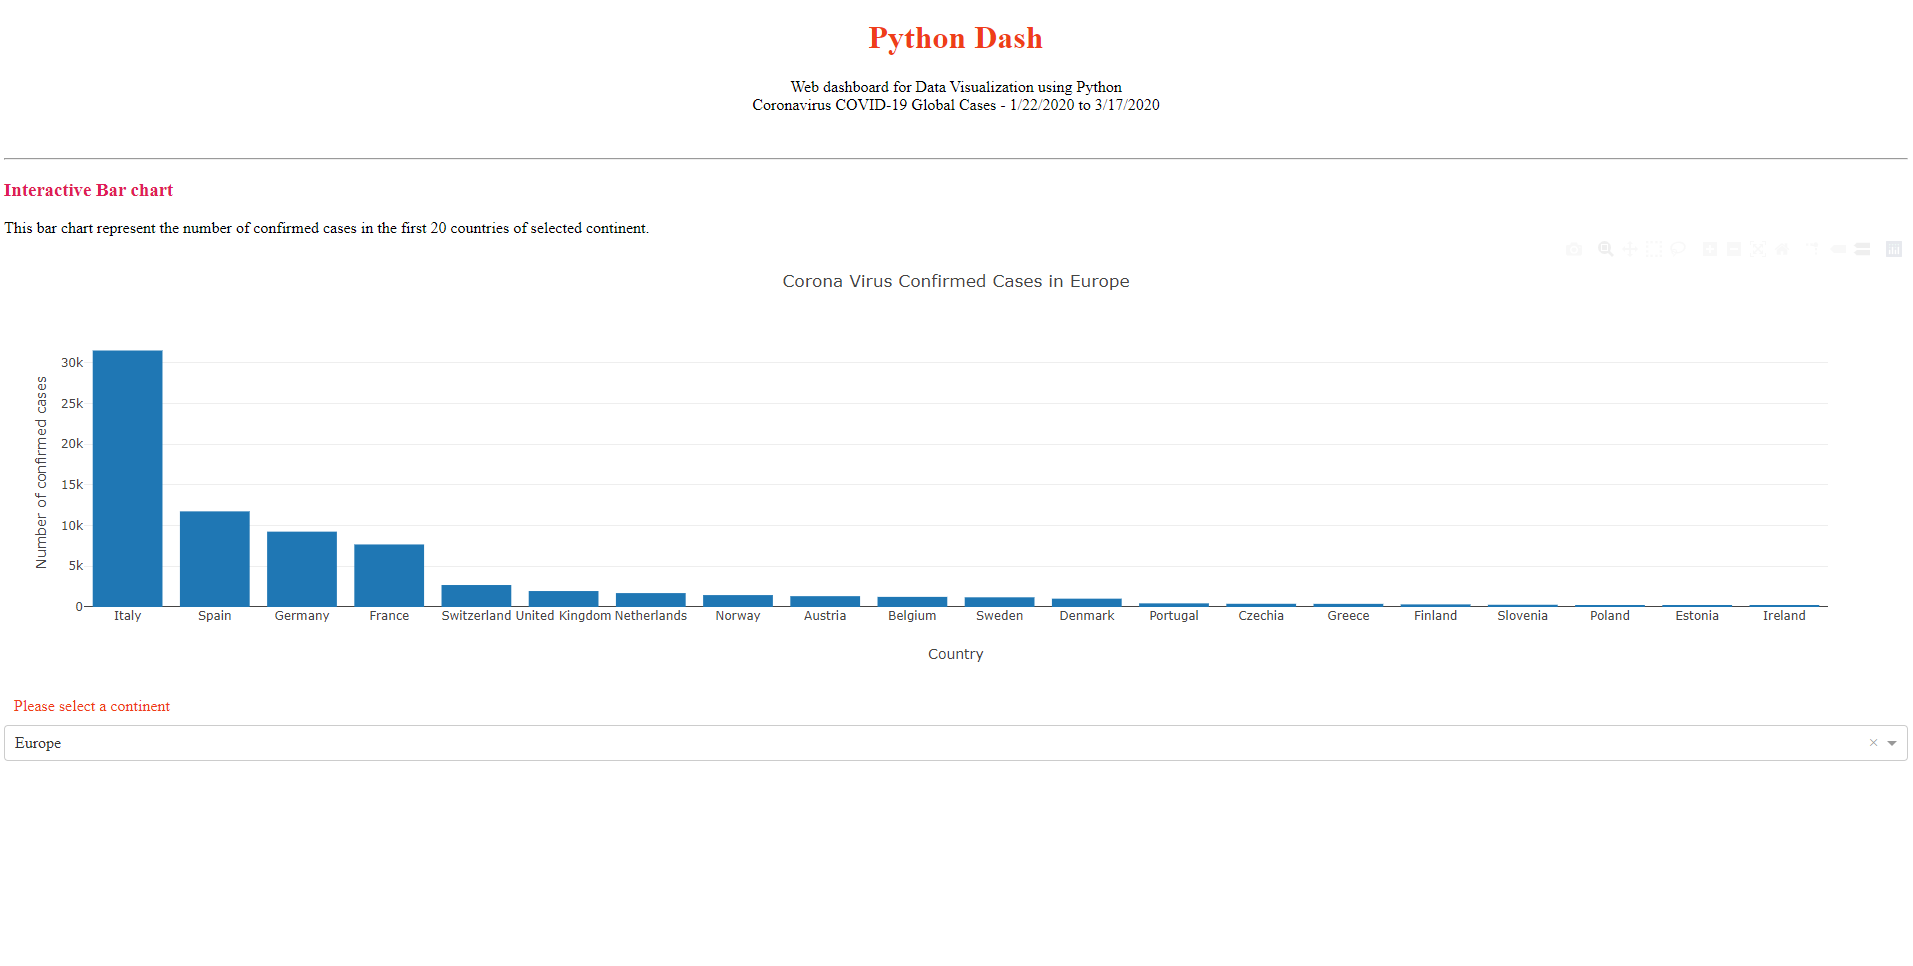 Python Dash
Web dashboard for Data Visualization using Python
Coronavirus COVID-19 Global Cases - 1/22/2020 to 3/17/2020
Interactive Bar chart
This bar chart represent the number of confirmed cases in the first 20 countries of selected continent.
Corona Virus Confirmed Cases in Europe
Number of confirmed cases
30k
25k
20k
15k
10k
5k
0
Italy Spain Germany France Switzerland United Kingdom Netherlands Norway Austria Belgium Sweden Denmark Portugal Czechia Greece Finland Slovenia Poland Estonia Ireland
Country
Please select a continent
Europe